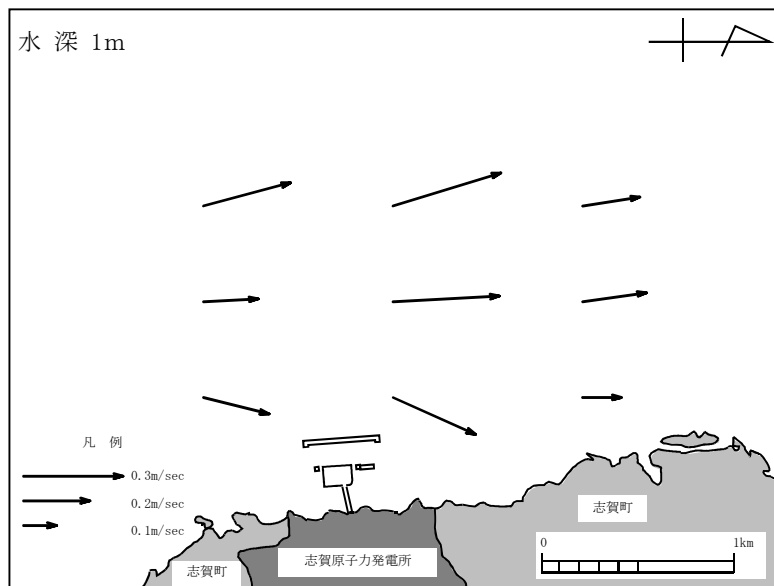 水 深 1m
凡 例
0.3m/sec
0.2m/sec
0.1m/sec
志賀町
志賀原子力発電所
志賀町
0 1km